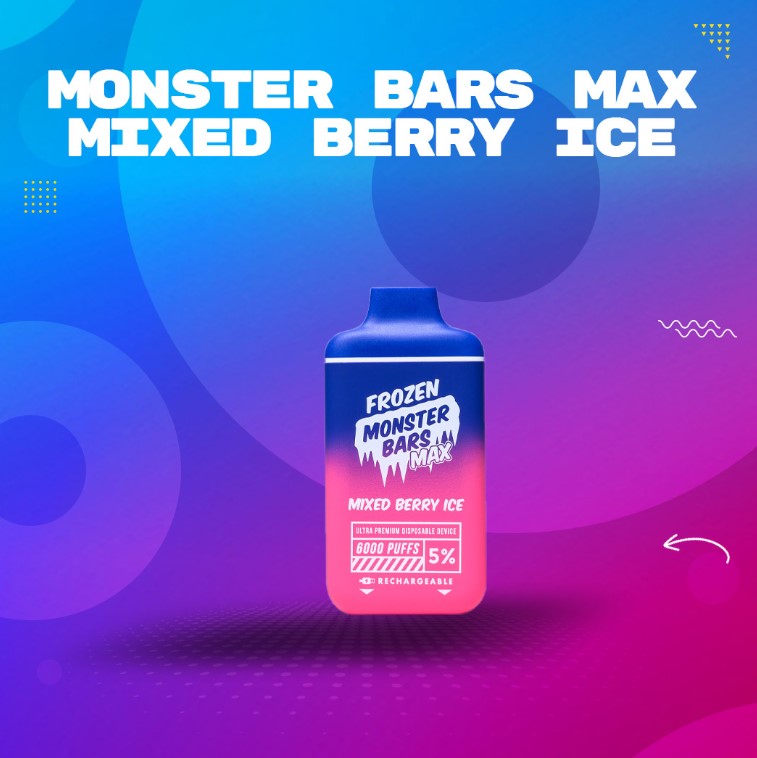 MONSTER BARS MAX
MIXED BERRY ICE
FROZEN
MONSTER
BARS
MAX
MIXED BERRY ICE
ULTRA PREMIUM DISPOSABLE DEVICE
6000 PUFFS
5%
RECHARGEABLE